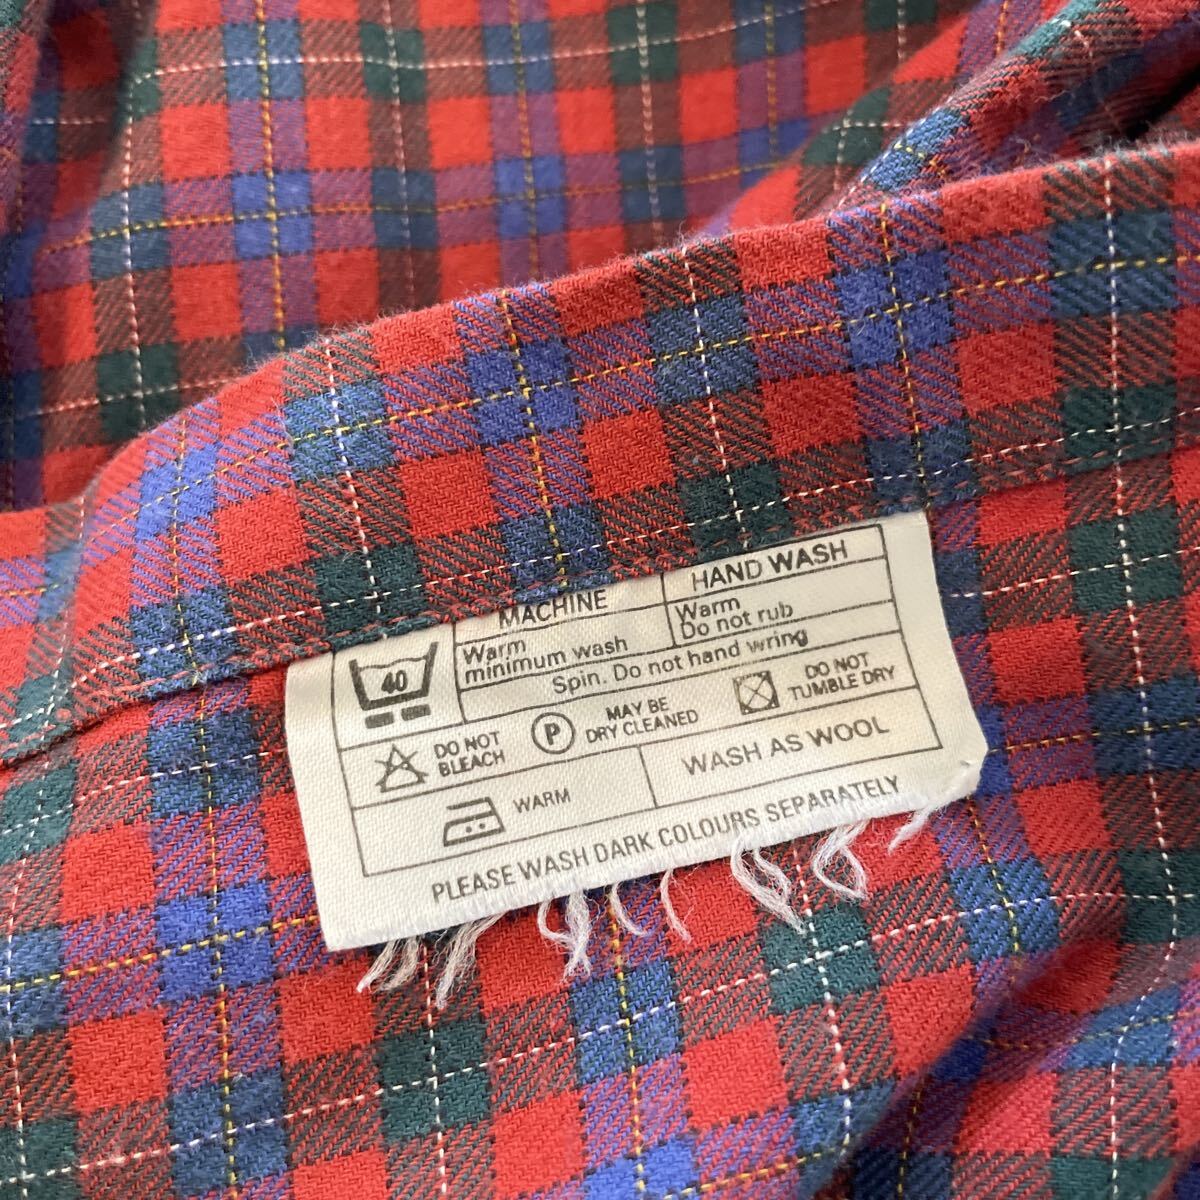 MACHINE
HAND WASH
40
Warm
minimum wash
Warm
Do not rub
Spin. Do not hand wring
DO NOT
BLEACH
P
MAY BE
DRY CLEANED
DO NOT
TUMBLE DRY
WARM
WASH AS WOOL
PLEASE WASH DARK COLOURS SEPARATELY